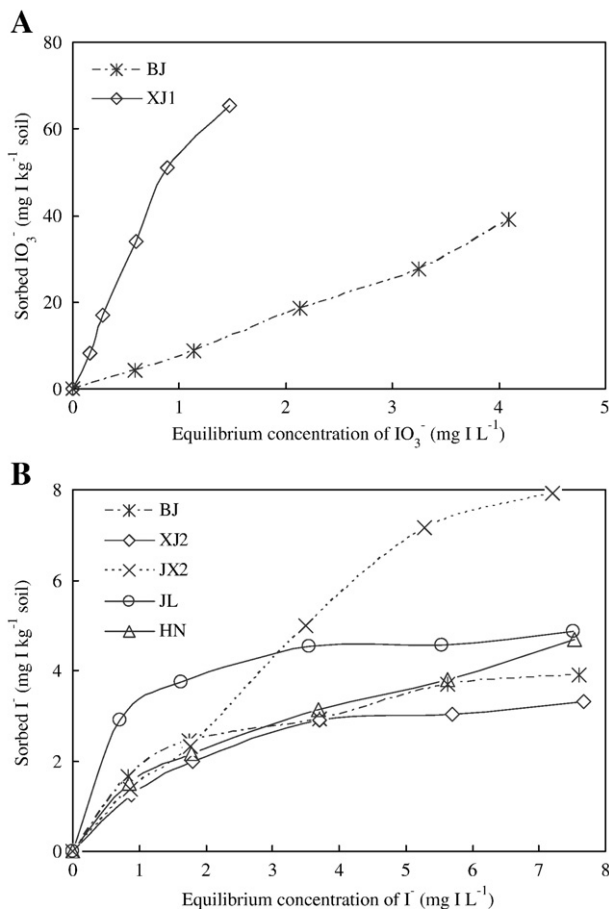 A
80
60
40
20
0
Sorbed IO₃⁻ (mg I kg⁻¹ soil)
BJ
XJ1
0 1 2 3 4 5
Equilibrium concentration of IO₃⁻ (mg I L⁻¹)
B
8
6
4
2
0
Sorbed I⁻ (mg I kg⁻¹ soil)
BJ
XJ2
JX2
JL
HN
0 1 2 3 4 5 6 7 8
Equilibrium concentration of I⁻ (mg I L⁻¹)